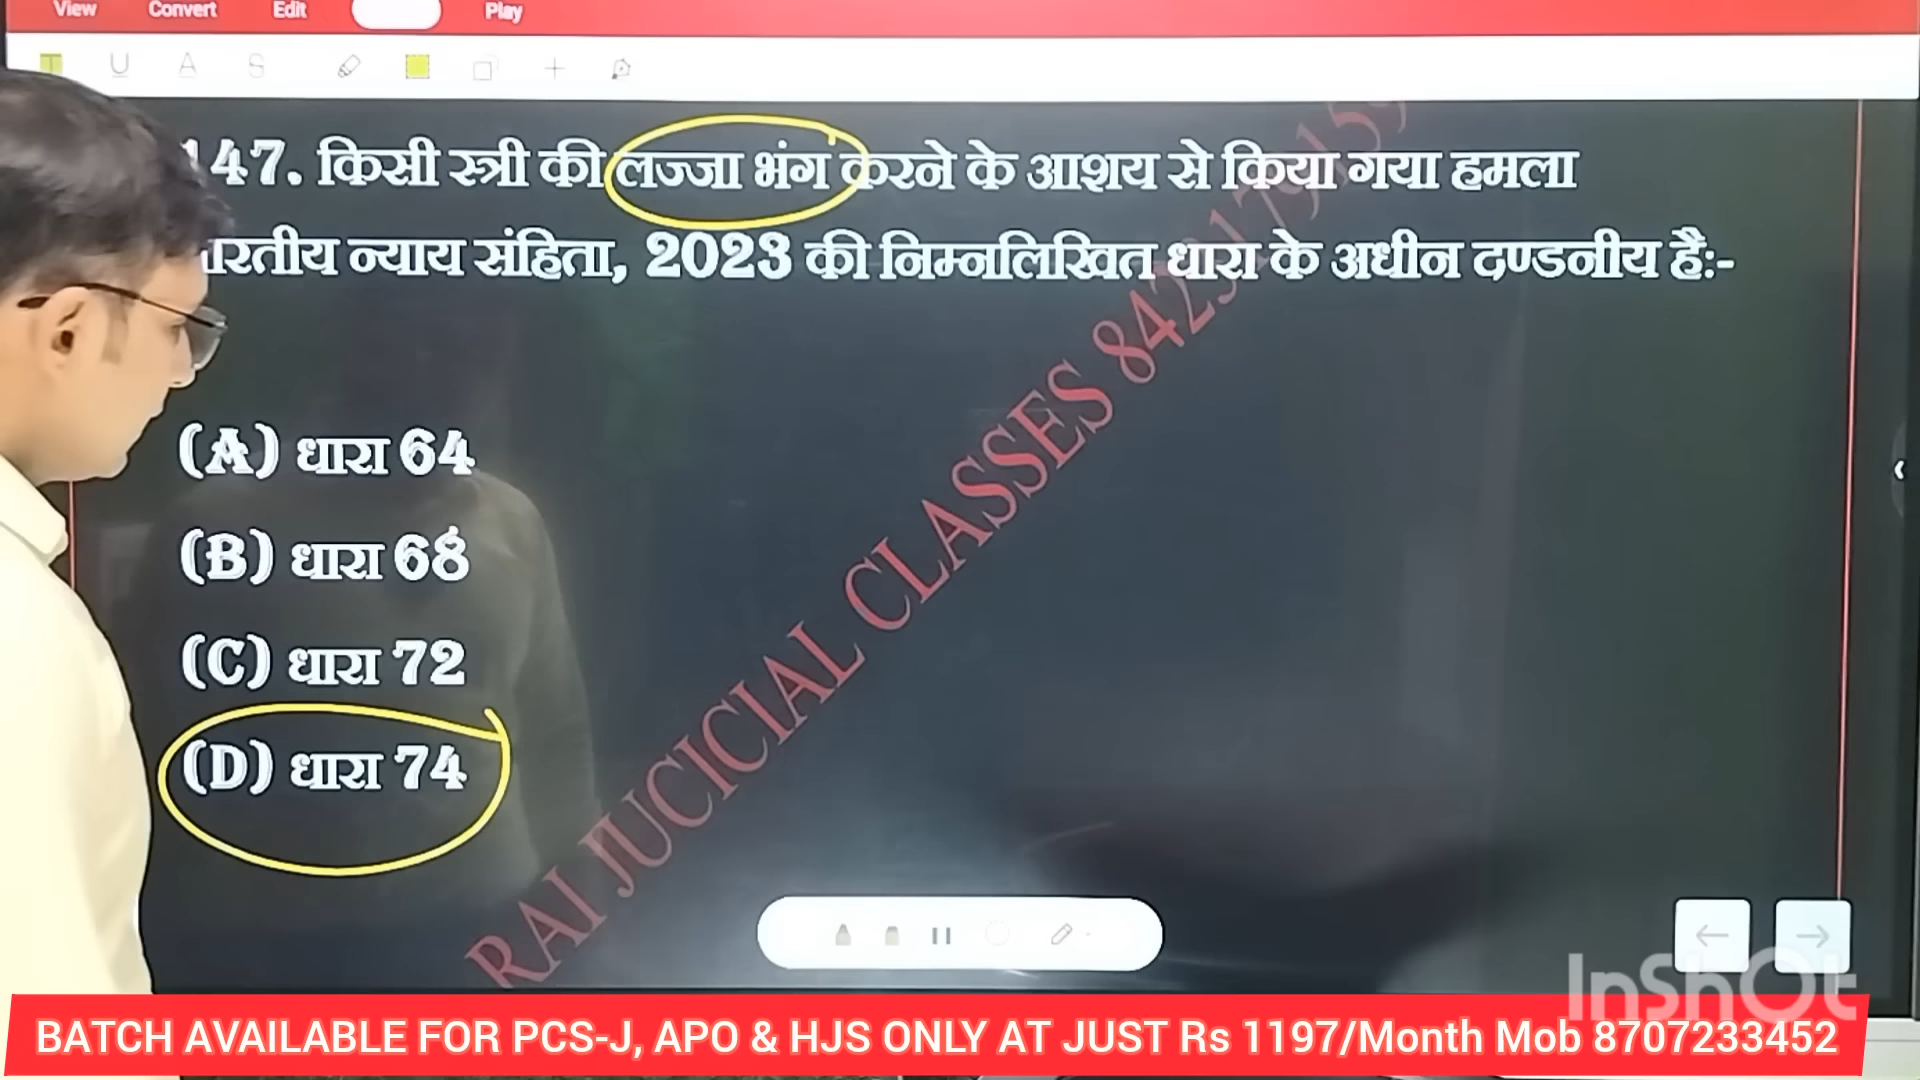 View Convert Edit Play
T U A S
147. किसी स्त्री की लज्जा भंग करने के आशय से किया गया हमला
भारतीय न्याय संहिता, 2023 की निम्नलिखित धारा के अधीन दण्डनीय है:-
(A) धारा 64
(B) धारा 68
(C) धारा 72
(D) धारा 74
RAI JUCICIAL CLASSES
InShOt
BATCH AVAILABLE FOR PCS-J, APO & HJS ONLY AT JUST Rs 1197/Month Mob 8707233452